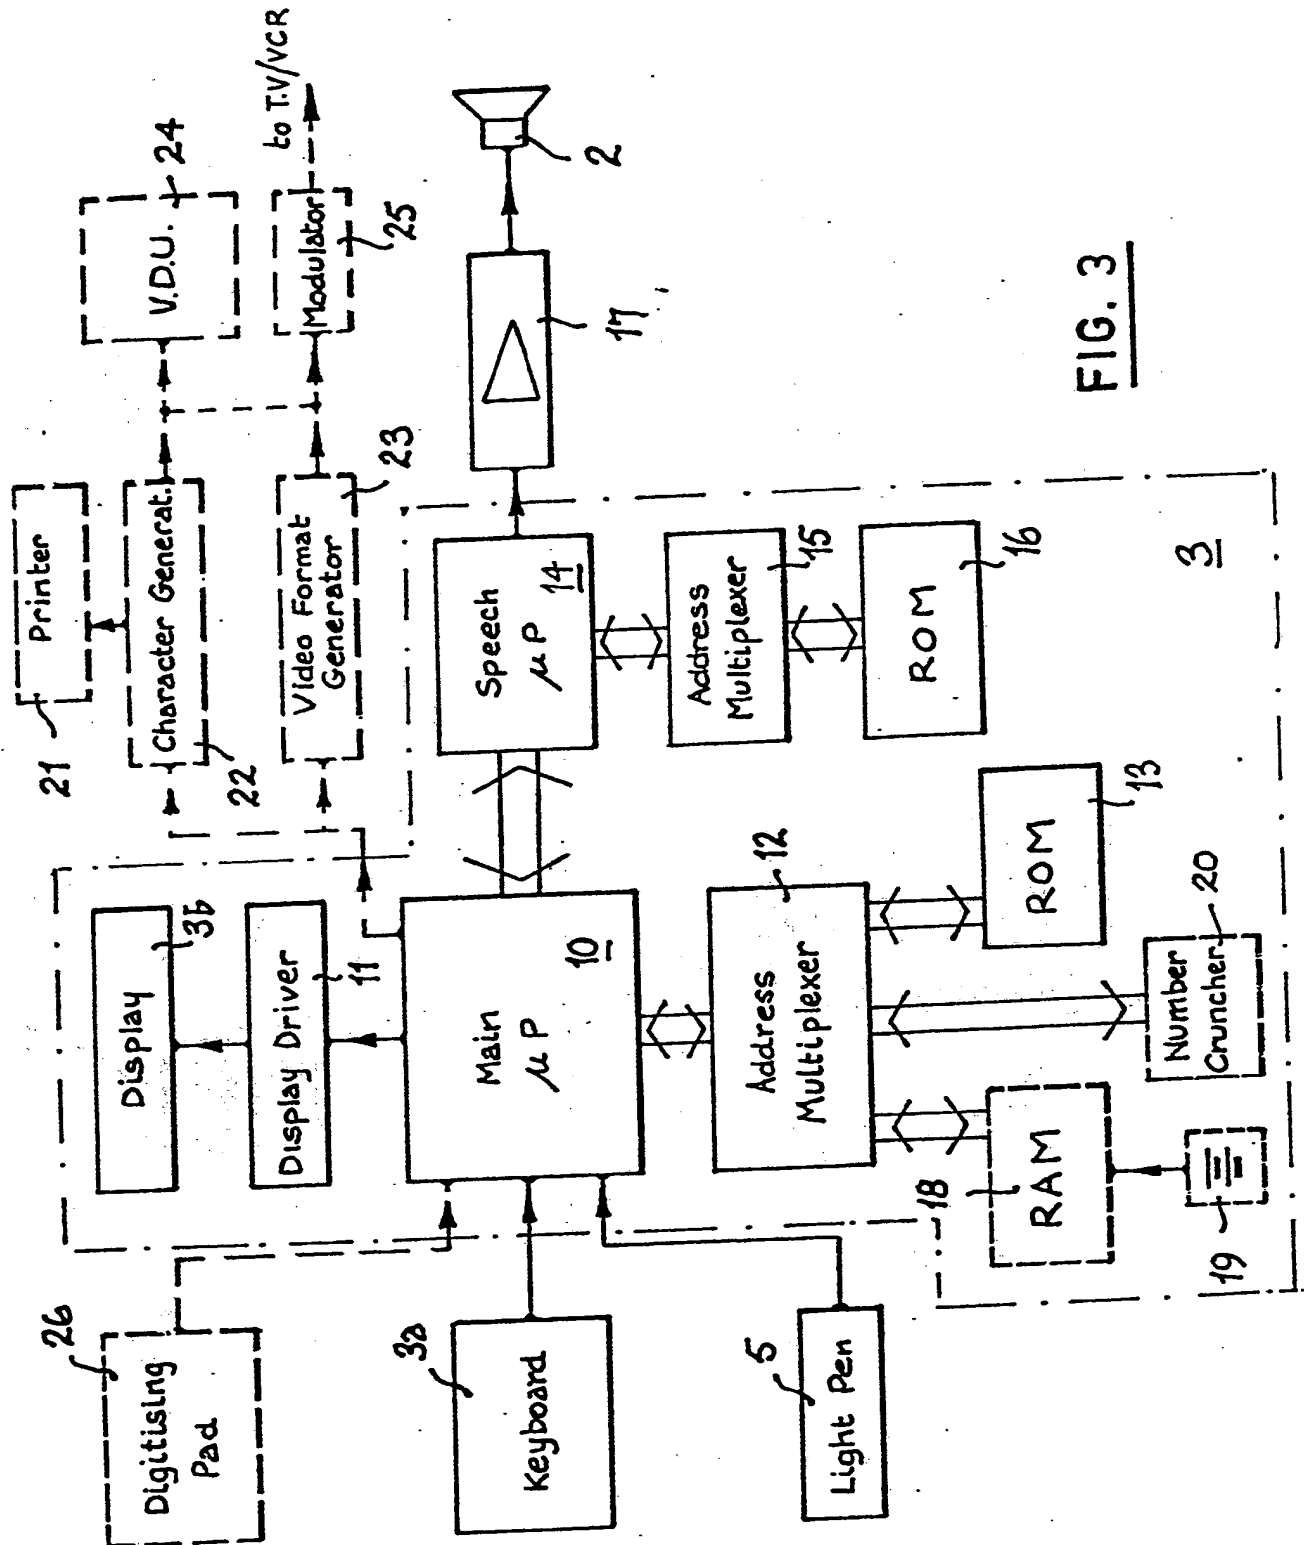 26
Digitising
Pad
3a
Keyboard
5
Light Pen
Display
3b
Display Driver
11
Main
µP
10
Address
Multiplexer
12
18
RAM
19
Number
Cruncher
20
ROM
13
21
Printer
Character Generat.
22
Video Format
Generator
23
Speech
µP
14
Address
Multiplexer
15
ROM
16
3
V.D.U.
24
Modulator
25
to T.V/VCR
17
2
FIG. 3